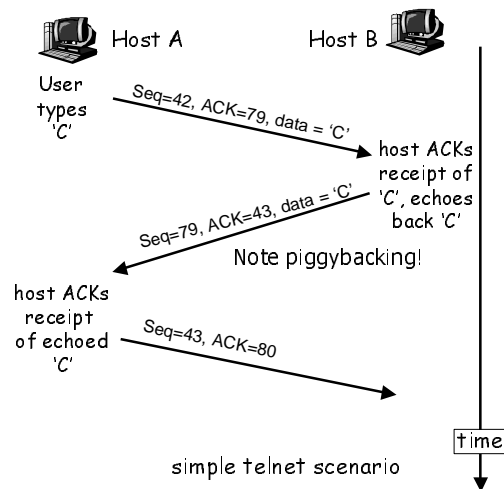 Host A
Host B
User
types
‘C’
Seq=42, ACK=79, data = ‘C’
host ACKs
receipt of
‘C’, echoes
back ‘C’
Seq=79, ACK=43, data = ‘C’
Note piggybacking!
host ACKs
receipt
of echoed
‘C’
Seq=43, ACK=80
time
simple telnet scenario